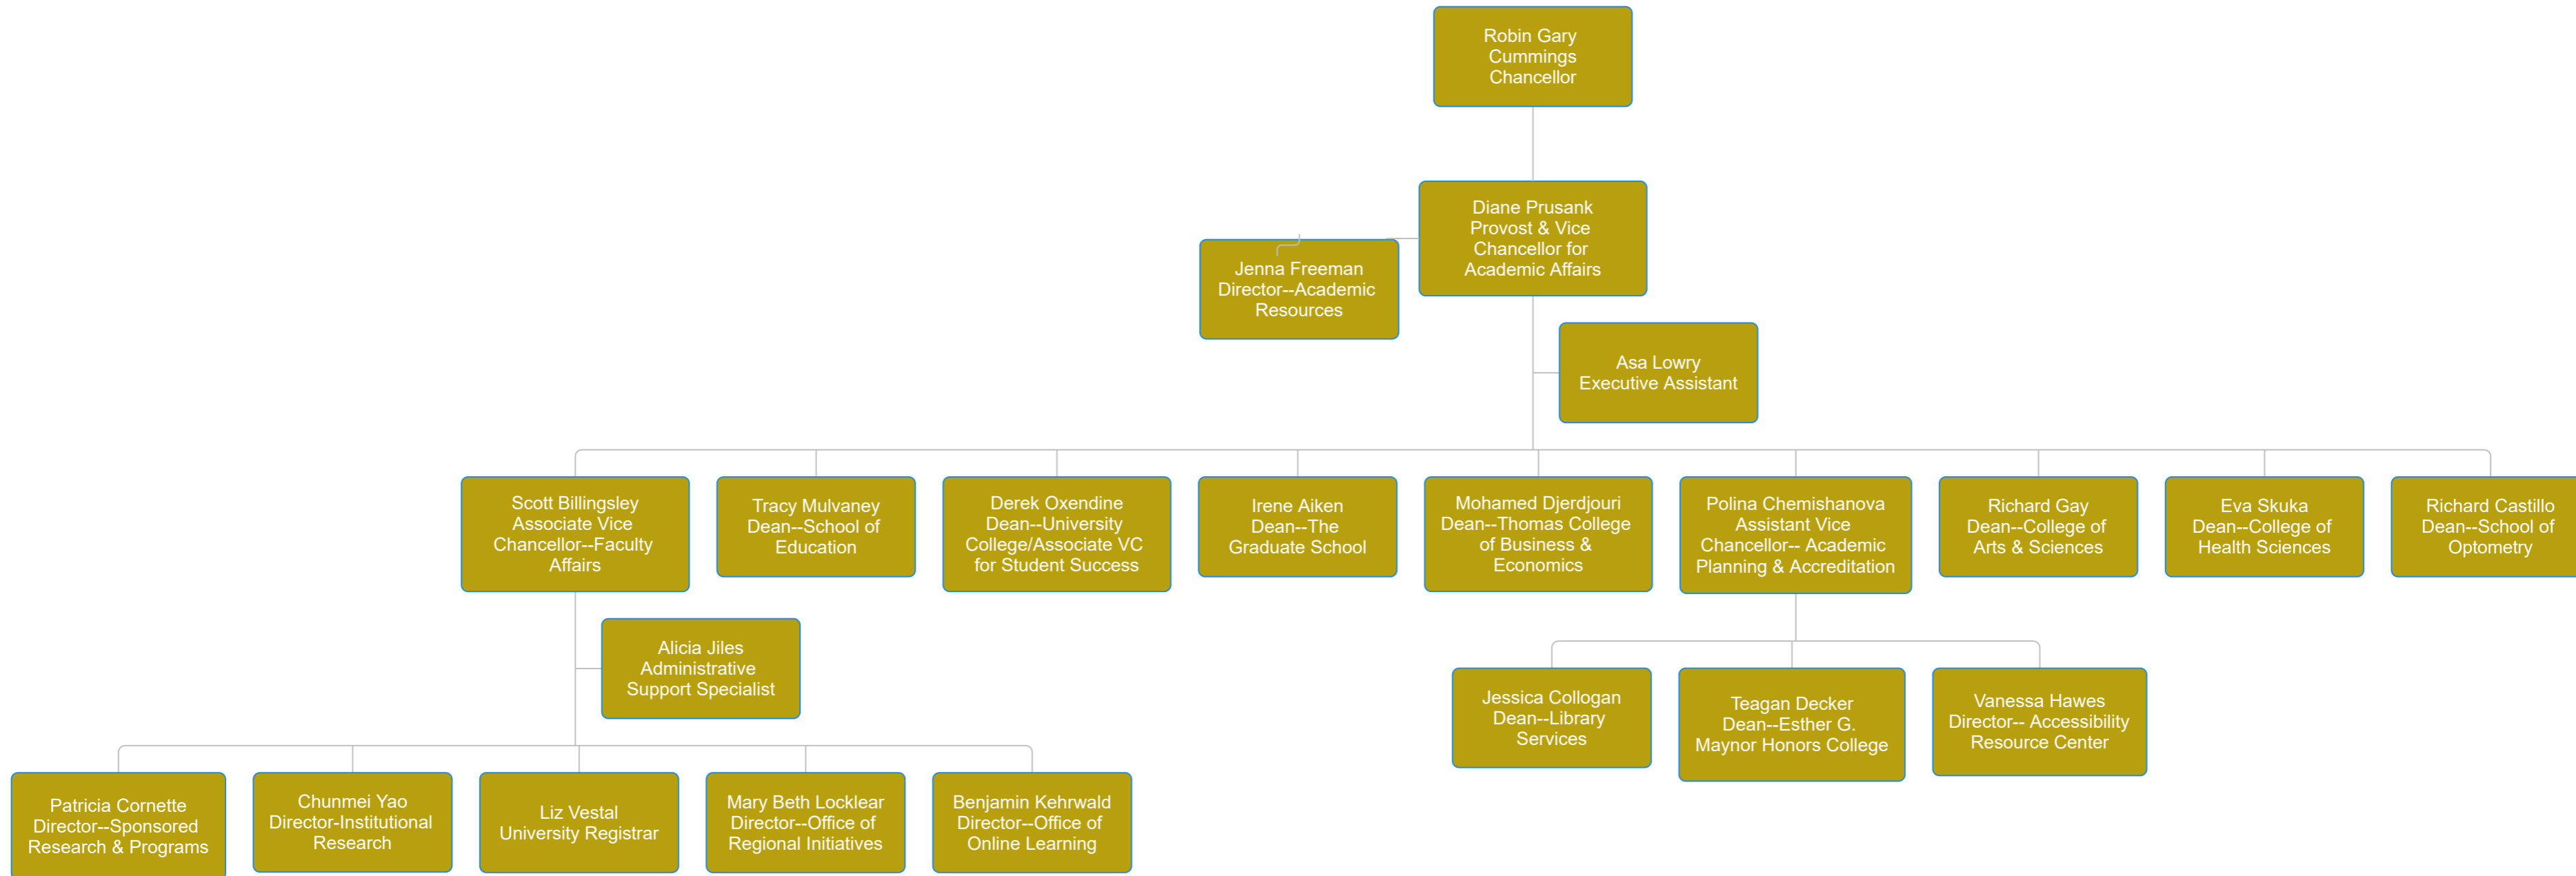 Robin Gary
Cummings
Chancellor
Diane Prusank
Provost & Vice
Chancellor for
Academic Affairs
Jenna Freeman
Director--Academic
Resources
Asa Lowry
Executive Assistant
Scott Billingsley
Associate Vice
Chancellor--Faculty
Affairs
Tracy Mulvaney
Dean--School of
Education
Derek Oxendine
Dean--University
College/Associate VC
for Student Success
Irene Aiken
Dean--The
Graduate School
Mohamed Djerdjouri
Dean--Thomas College
of Business &
Economics
Polina Chemishanova
Assistant Vice
Chancellor-- Academic
Planning & Accreditation
Richard Gay
Dean--College of
Arts & Sciences
Eva Skuka
Dean--College of
Health Sciences
Richard Castillo
Dean--School of
Optometry
Alicia Jiles
Administrative
Support Specialist
Jessica Collogan
Dean--Library
Services
Teagan Decker
Dean--Esther G.
Maynor Honors College
Vanessa Hawes
Director-- Accessibility
Resource Center
Patricia Cornette
Director--Sponsored
Research & Programs
Chunmei Yao
Director-Institutional
Research
Liz Vestal
University Registrar
Mary Beth Locklear
Director--Office of
Regional Initiatives
Benjamin Kehrwald
Director--Office of
Online Learning